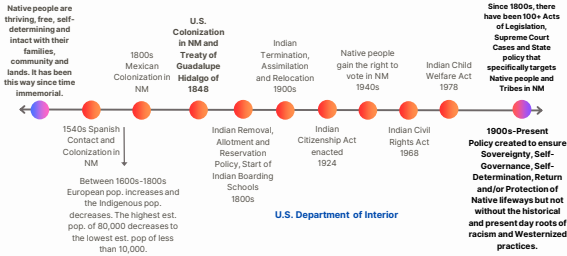 Native people are
thriving, free, self-
determining and
intact with their
families,
community and
lands. It has been
this way since time
immemorial.
1540s Spanish
Contact and
Colonization in
NM
Between 1600s-1800s
European pop. increases and
the Indigenous pop.
decreases. The highest est.
pop. of 80,000 decreases to
the lowest est. pop of less
than 10,000.
1800s
Mexican
Colonization in
NM
U.S.
Colonization
in NM and
Treaty of
Guadalupe
Hidalgo of
1848
Indian Removal,
Allotment and
Reservation
Policy, Start of
Indian Boarding
Schools
1800s
Indian
Termination,
Assimilation
and Relocation
1900s
Indian
Citizenship Act
enacted
1924
Native people
gain the right to
vote in NM
1940s
Indian Civil
Rights Act
1968
Indian Child
Welfare Act
1978
Since 1800s, there
have been 100+ Acts
of Legislation,
Supreme Court
Cases and State
policy that
specifically targets
Native people and
Tribes in NM
1900s-Present
Policy created to ensure
Sovereignty, Self-
Governance, Self-
Determination, Return
and/or Protection of
Native lifeways but not
without the historical
and present day roots of
racism and Westernized
practices.
U.S. Department of Interior